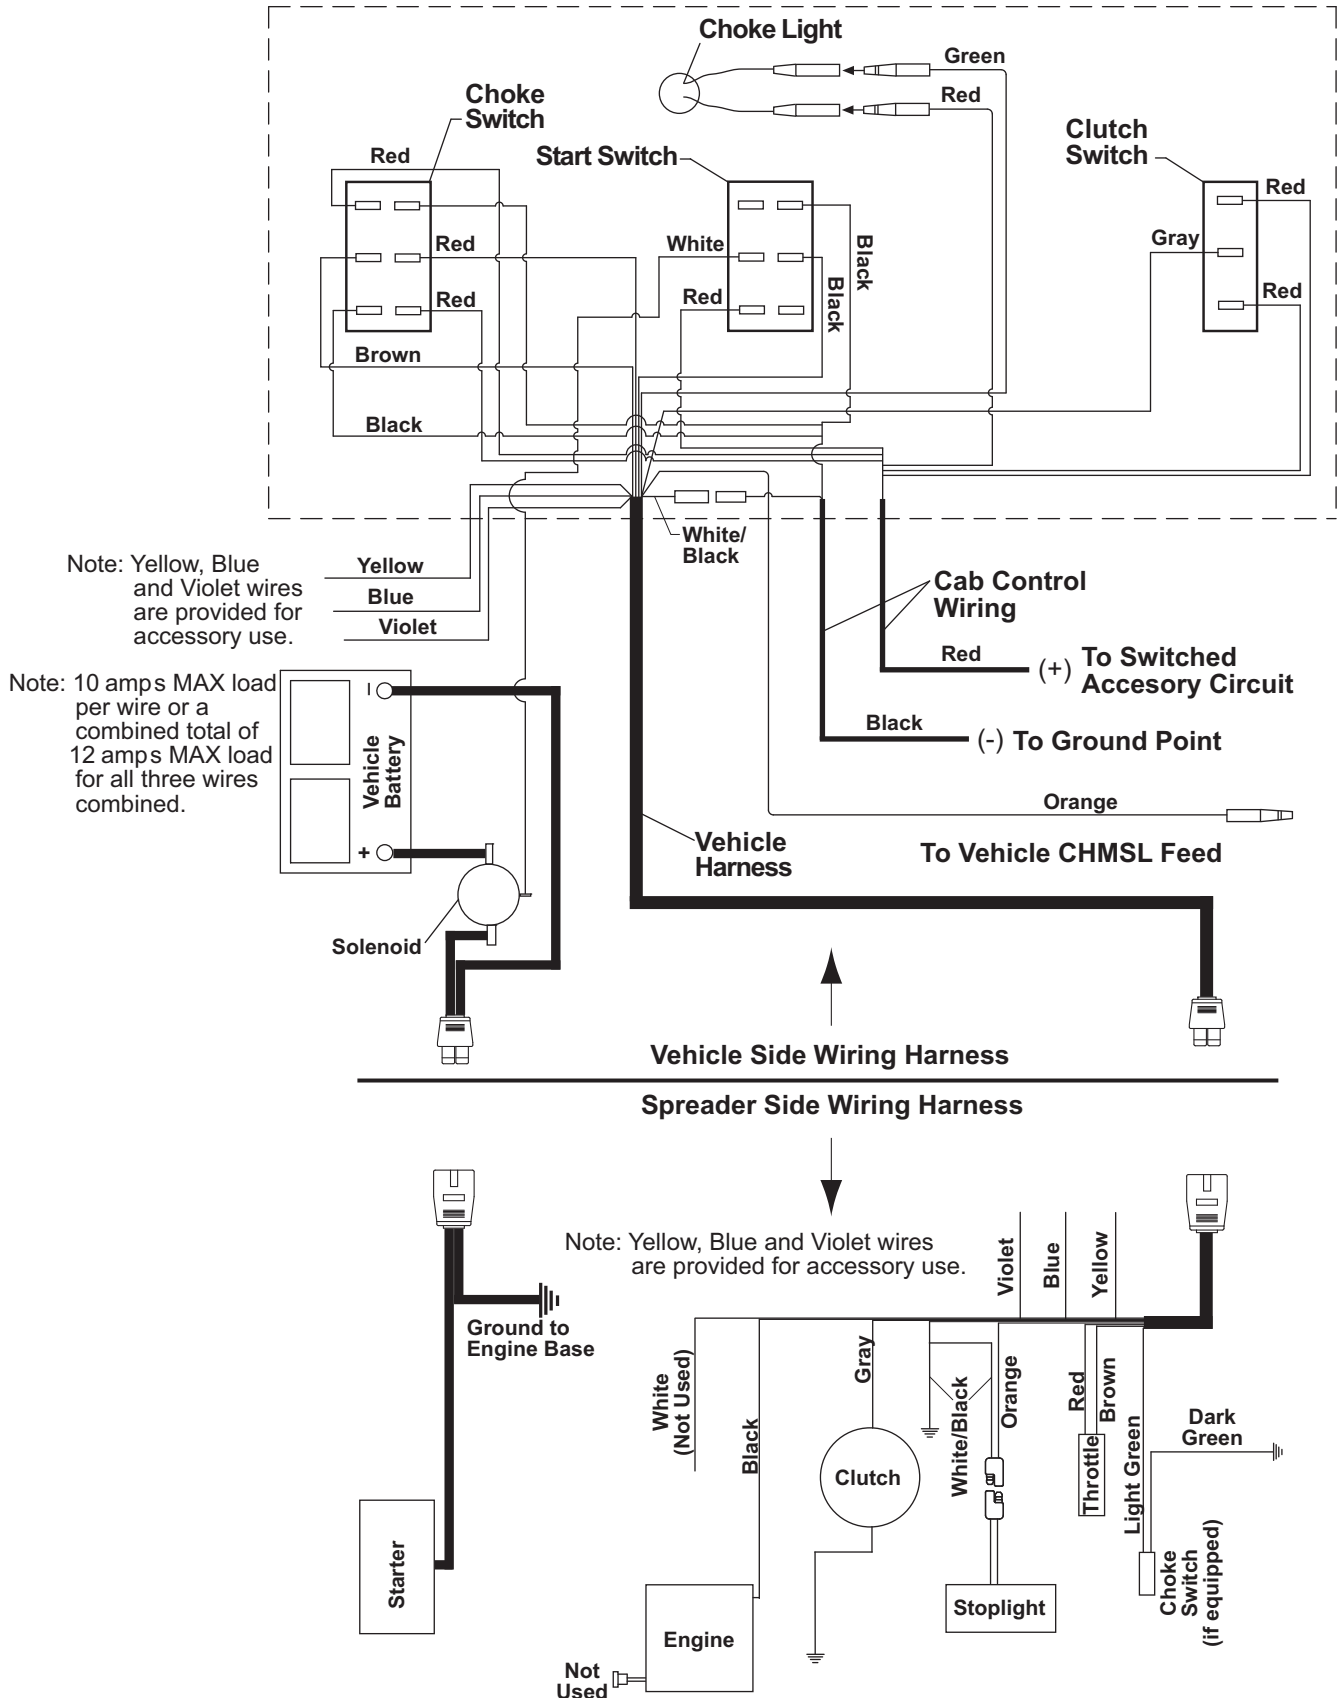 Choke Light
Green
Red
Choke
Switch
Start Switch
Clutch
Switch
Red
Red
Red
White
Red
Black
Black
Gray
Red
Red
Brown
Black
White/
Black
Note: Yellow, Blue
and Violet wires
are provided for
accessory use.
Yellow
Blue
Violet
Cab Control
Wiring
Red
(+) To Switched
Accesory Circuit
Black
(-) To Ground Point
Note: 10 amps MAX load
per wire or a
combined total of
12 amps MAX load
for all three wires
combined.
Vehicle
Battery
–
+
Solenoid
Vehicle
Harness
Orange
To Vehicle CHMSL Feed
Vehicle Side Wiring Harness
Spreader Side Wiring Harness
Note: Yellow, Blue and Violet wires
are provided for accessory use.
Violet
Blue
Yellow
Ground to
Engine Base
White
(Not Used)
Black
Gray
White/Black
Orange
Red
Brown
Light Green
Dark
Green
Clutch
Throttle
Choke
Switch
(if equipped)
Starter
Stoplight
Engine
Not
Used